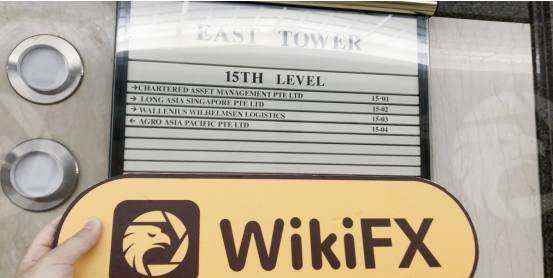 EAST TOWER
15TH LEVEL
→CHARTERED ASSET MANAGEMENT PTE LTD 15-01
→ LONG ASIA SINGAPORE PTE LTD 15-02
→ WALLENIUS WILHELMSEN LOGISTICS 15-03
← AGRO ASIA PACIFIC PTE LTD 15-04
WikiFX